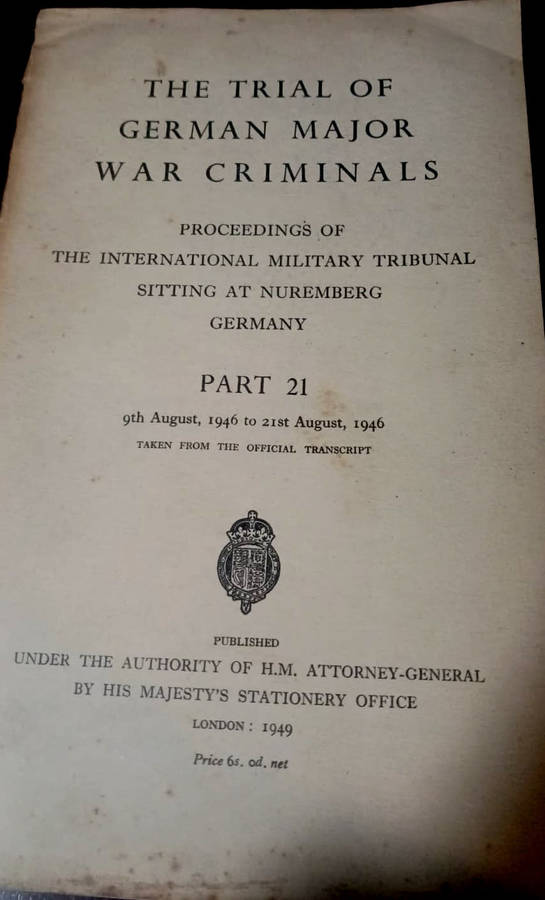 THE TRIAL OF
GERMAN MAJOR
WAR CRIMINALS
PROCEEDINGS OF
THE INTERNATIONAL MILITARY TRIBUNAL
SITTING AT NUREMBERG
GERMANY
PART 21
9th August, 1946 to 21st August, 1946
TAKEN FROM THE OFFICIAL TRANSCRIPT
PUBLISHED
UNDER THE AUTHORITY OF H.M. ATTORNEY-GENERAL
BY HIS MAJESTY'S STATIONERY OFFICE
LONDON: 1949
Price 6s. 0d. net